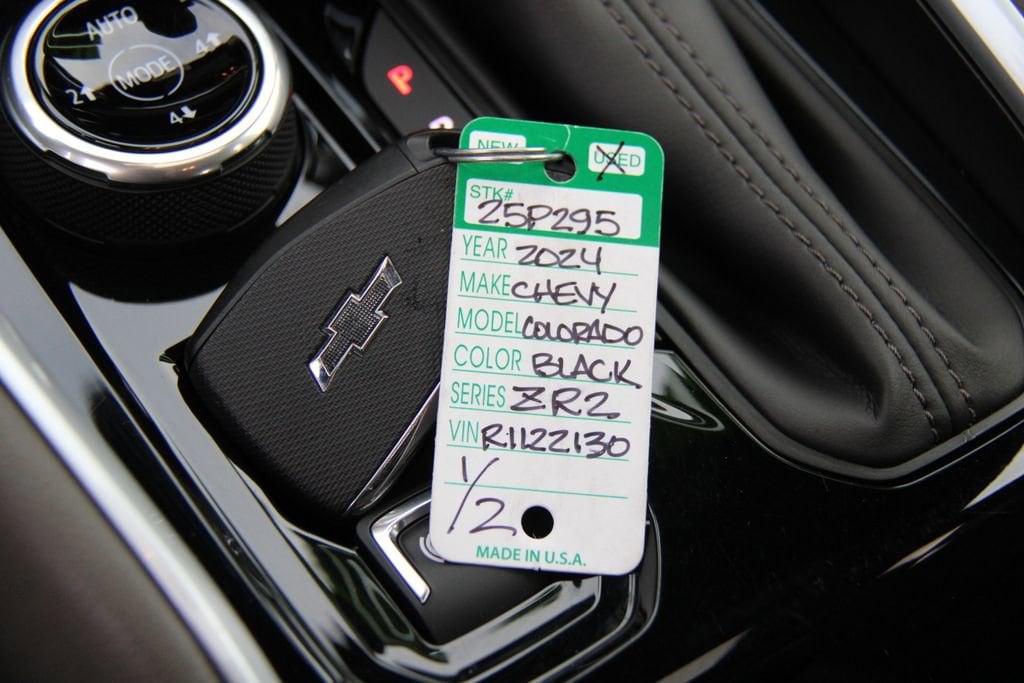 AUTO
MODE
4↑
2↑
4↓
P
NEW USED
STK# 25P295
YEAR 2024
MAKE CHEVY
MODEL COLORADO
COLOR BLACK
SERIES ZR2
VIN R1122130
1/2
MADE IN U.S.A.